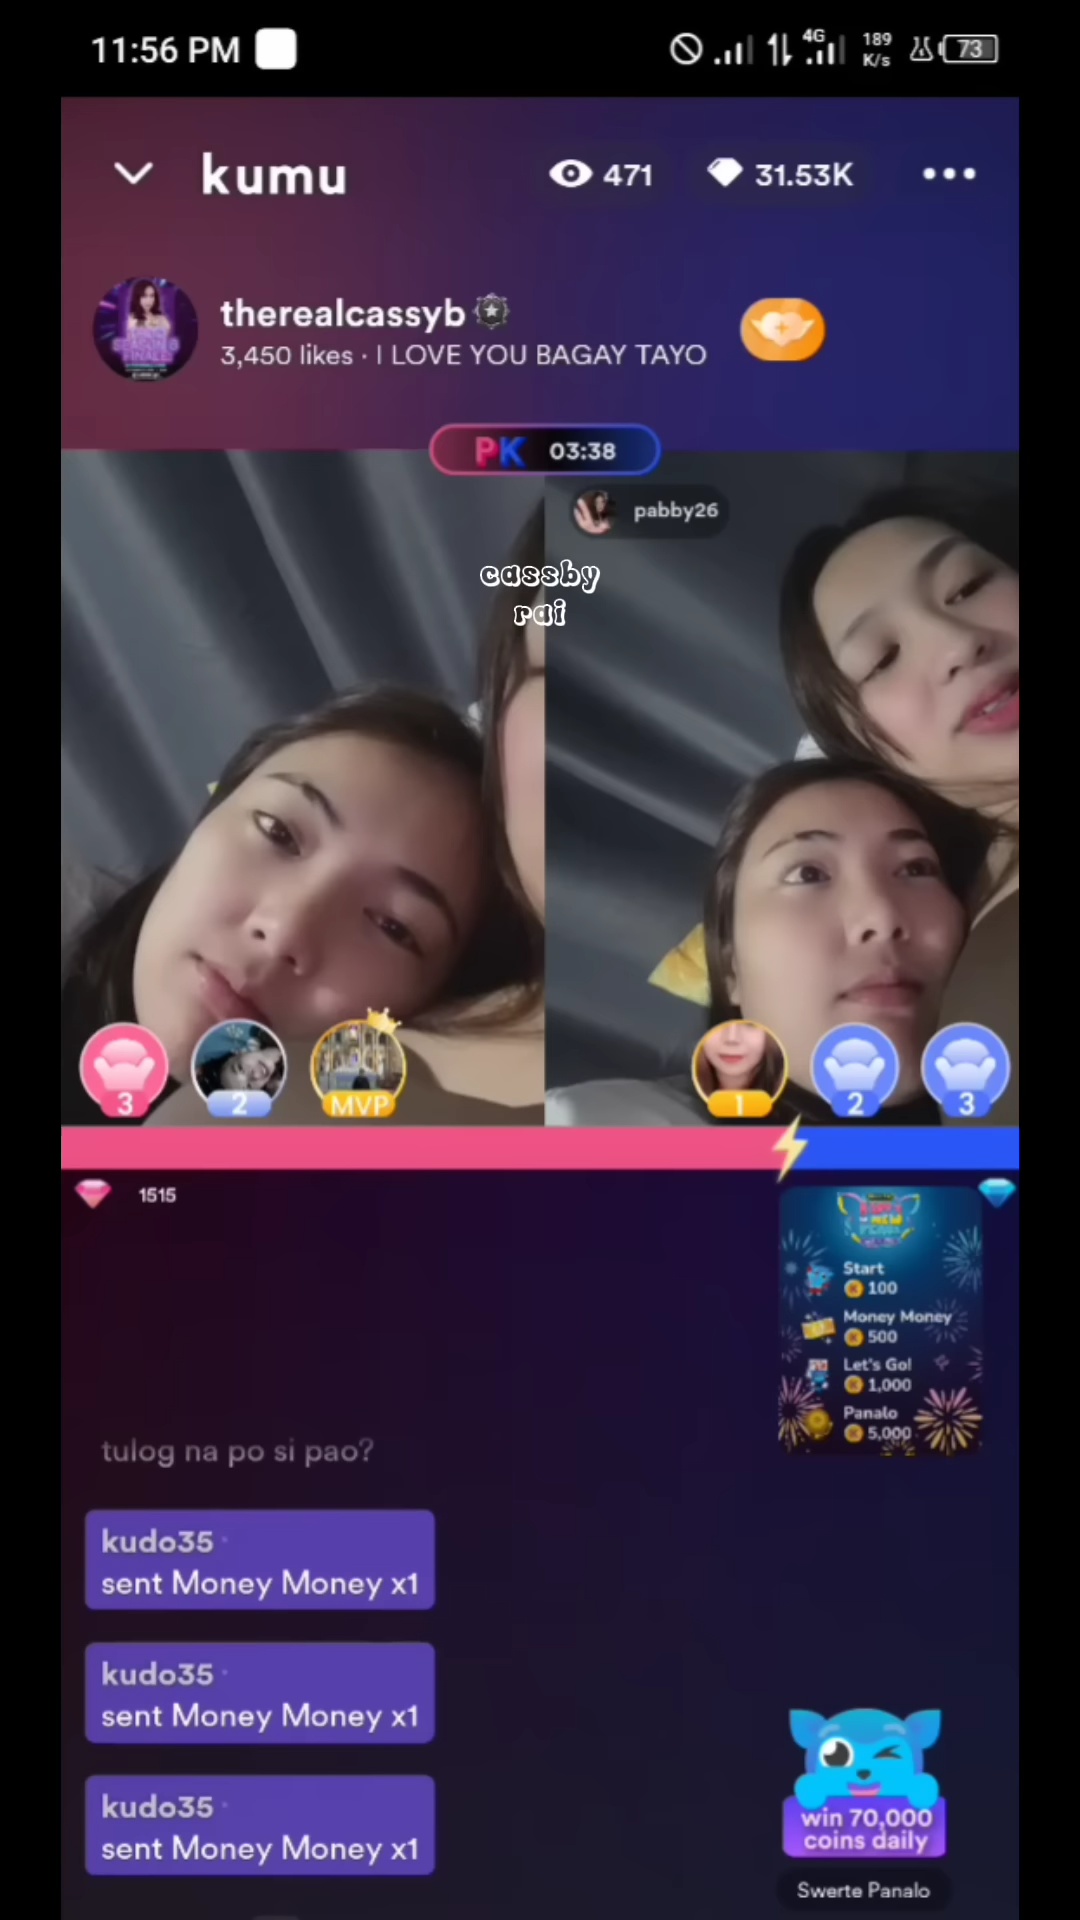 11:56 PM
4G
189
K/s
73
kumu
471
31.53K
therealcassyb
3,450 likes · I LOVE YOU BAGAY TAYO
PK 03:38
pabby26
cassby
rai
3
2
MVP
1
2
3
1515
Start
100
Money Money
500
Let's Go!
1,000
Panalo
5,000
tulog na po si pao?
kudo35
sent Money Money x1
kudo35
sent Money Money x1
kudo35
sent Money Money x1
win 70,000
coins daily
Swerte Panalo